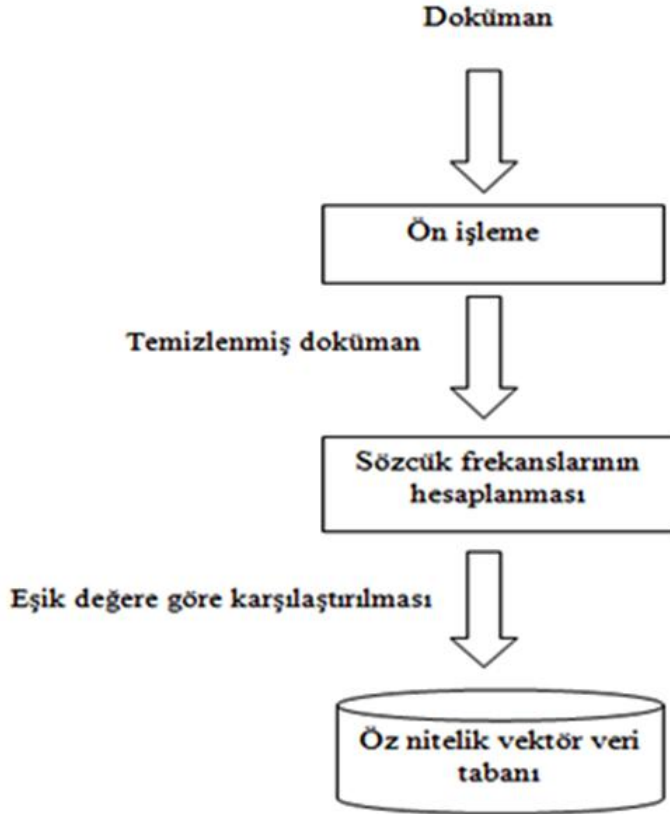 Doküman
Ön işleme
Temizlenmiş doküman
Sözcük frekanslarının
hesaplanması
Eşik değere göre karşılaştırılması
Öz nitelik vektör veri
tabanı